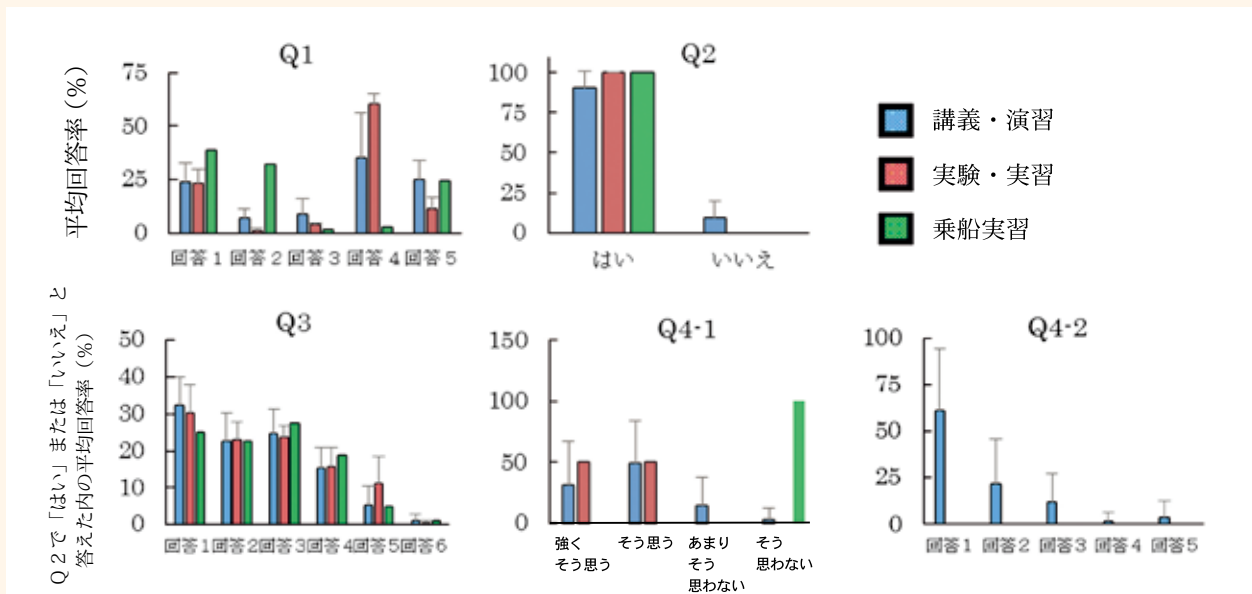 Q1
平均回答率（%）
75
50
25
0
回答1 回答2 回答3 回答4 回答5
Q2
100
75
50
25
0
はい いいえ
講義・演習
実験・実習
乗船実習
Q2で「はい」または「いいえ」と
答えた内の平均回答率（%）
Q3
50
40
30
20
10
0
回答1 回答2 回答3 回答4 回答5 回答6
Q4-1
150
100
50
0
強く
そう思う
そう思う
あまり
そう
思わない
そう
思わない
Q4-2
100
75
50
25
0
回答1 回答2 回答3 回答4 回答5